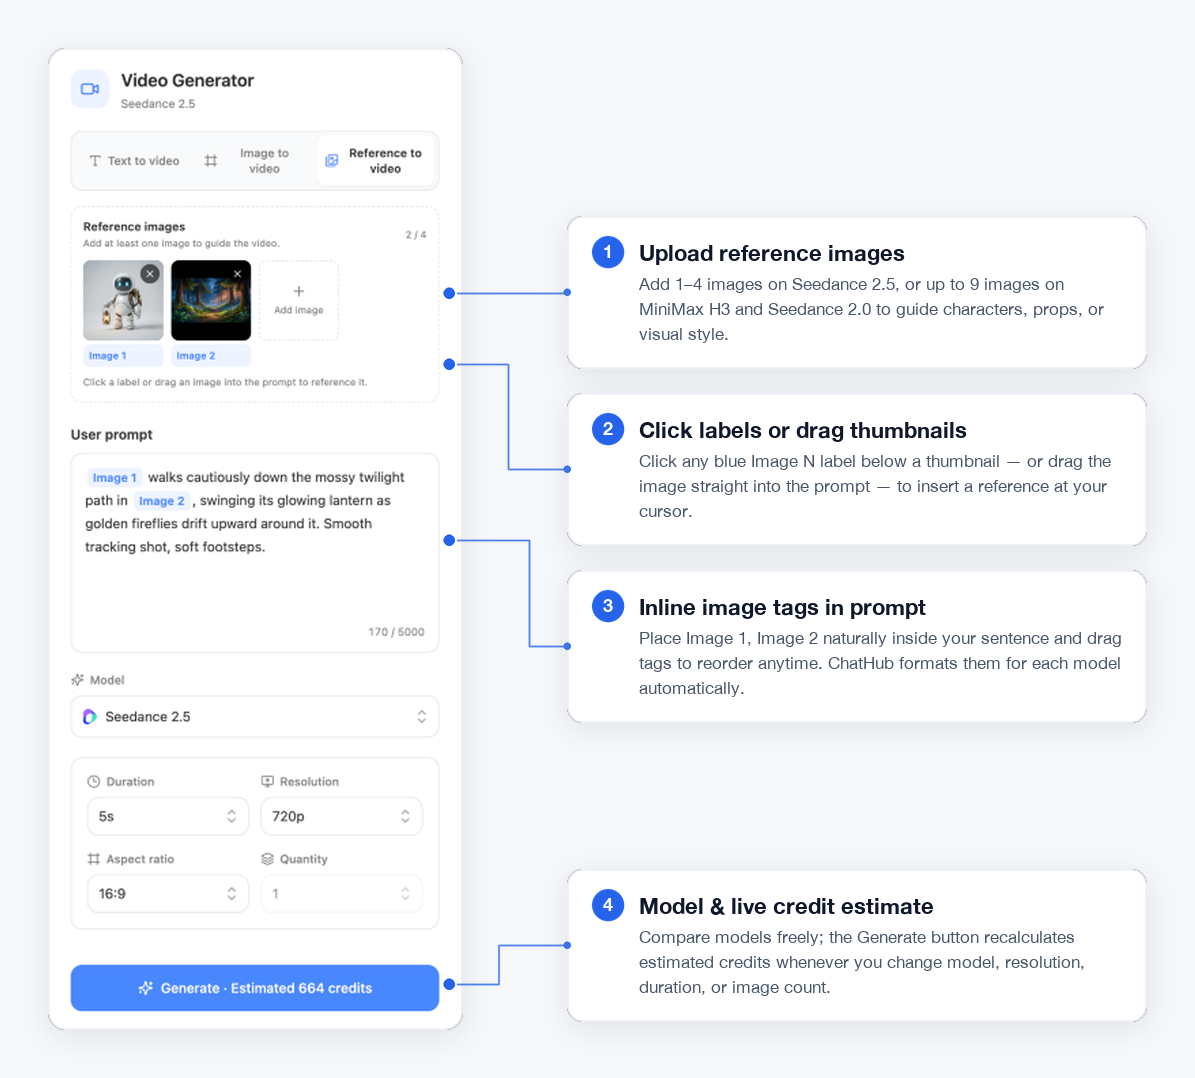 Video Generator
Seedance 2.5
Text to video
Image to
video
Reference to
video
Reference images
Add at least one image to guide the video.
2 / 4
Add image
Image 1
Image 2
Click a label or drag an image into the prompt to reference it.
User prompt
Image 1 walks cautiously down the mossy twilight
path in Image 2 , swinging its glowing lantern as
golden fireflies drift upward around it. Smooth
tracking shot, soft footsteps.
170 / 5000
Model
Seedance 2.5
Duration
Resolution
5s
720p
Aspect ratio
Quantity
16:9
1
Generate · Estimated 664 credits
1
Upload reference images
Add 1–4 images on Seedance 2.5, or up to 9 images on
MiniMax H3 and Seedance 2.0 to guide characters, props, or
visual style.
2
Click labels or drag thumbnails
Click any blue Image N label below a thumbnail — or drag the
image straight into the prompt — to insert a reference at your
cursor.
3
Inline image tags in prompt
Place Image 1, Image 2 naturally inside your sentence and drag
tags to reorder anytime. ChatHub formats them for each model
automatically.
4
Model & live credit estimate
Compare models freely; the Generate button recalculates
estimated credits whenever you change model, resolution,
duration, or image count.